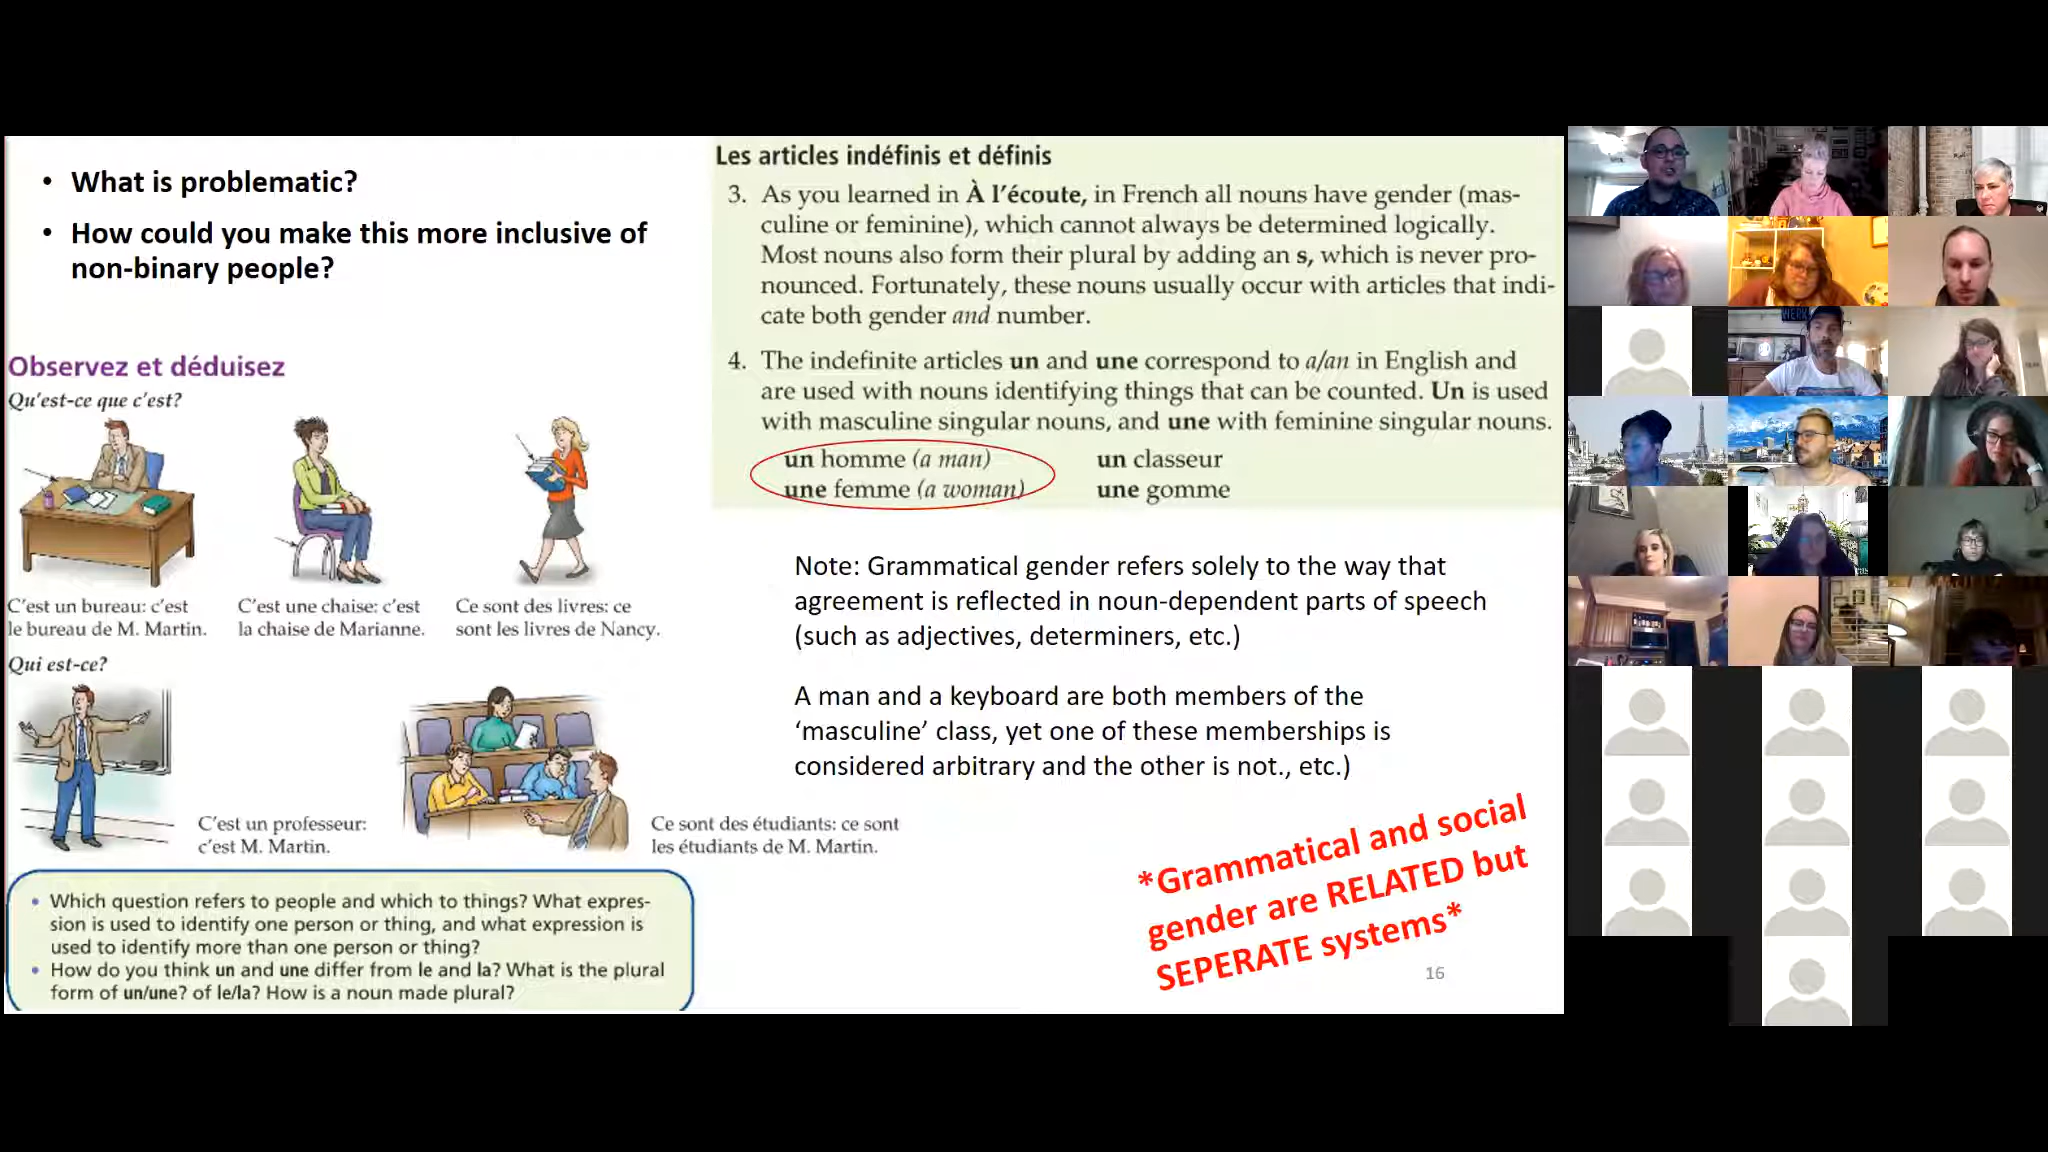 • What is problematic?
• How could you make this more inclusive of
non-binary people?
Les articles indéfinis et définis
3. As you learned in À l'écoute, in French all nouns have gender (mas-
culine or feminine), which cannot always be determined logically.
Most nouns also form their plural by adding an s, which is never pro-
nounced. Fortunately, these nouns usually occur with articles that indi-
cate both gender and number.
4. The indefinite articles un and une correspond to a/an in English and
are used with nouns identifying things that can be counted. Un is used
with masculine singular nouns, and une with feminine singular nouns.
un homme (a man) un classeur
une femme (a woman) une gomme
Observez et déduisez
Qu'est-ce que c'est?
C'est un bureau: c'est
le bureau de M. Martin.
C'est une chaise: c'est
la chaise de Marianne.
Ce sont des livres: ce
sont les livres de Nancy.
Qui est-ce?
C'est un professeur:
c'est M. Martin.
Ce sont des étudiants: ce sont
les étudiants de M. Martin.
• Which question refers to people and which to things? What expres-
sion is used to identify one person or thing, and what expression is
used to identify more than one person or thing?
• How do you think un and une differ from le and la? What is the plural
form of un/une? of le/la? How is a noun made plural?
Note: Grammatical gender refers solely to the way that
agreement is reflected in noun-dependent parts of speech
(such as adjectives, determiners, etc.)
A man and a keyboard are both members of the
‘masculine’ class, yet one of these memberships is
considered arbitrary and the other is not., etc.)
*Grammatical and social
gender are RELATED but
SEPERATE systems*
16